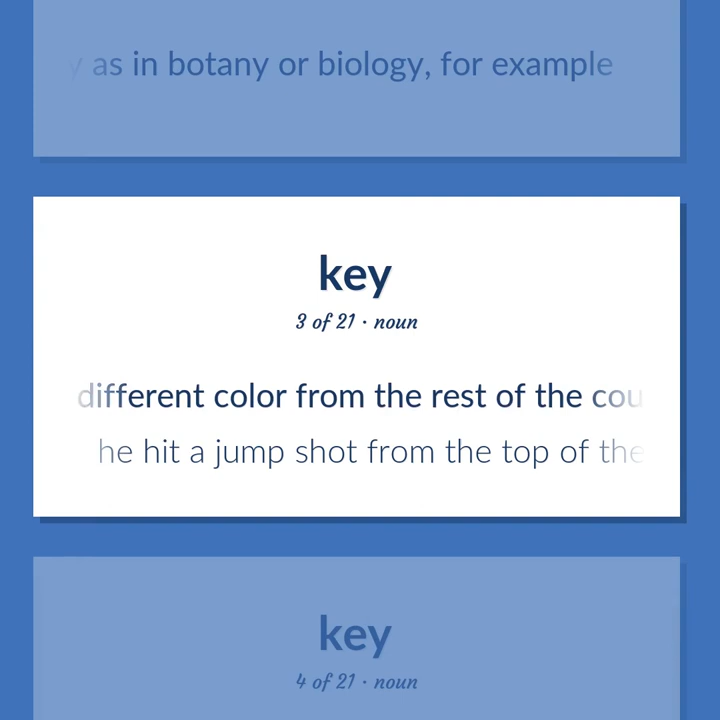 as in botany or biology, for example
key
3 of 21 · noun
different color from the rest of the cou
he hit a jump shot from the top of the
key
4 of 21 · noun